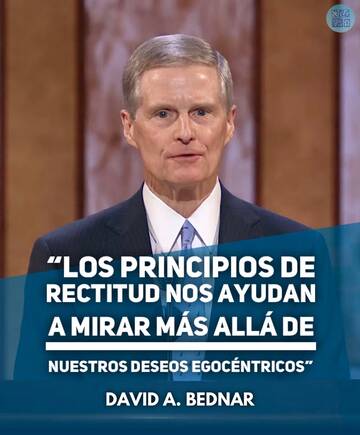 “LOS PRINCIPIOS DE
RECTITUD NOS AYUDAN
A MIRAR MÁS ALLÁ DE
NUESTROS DESEOS EGOCÉNTRICOS”
DAVID A. BEDNAR